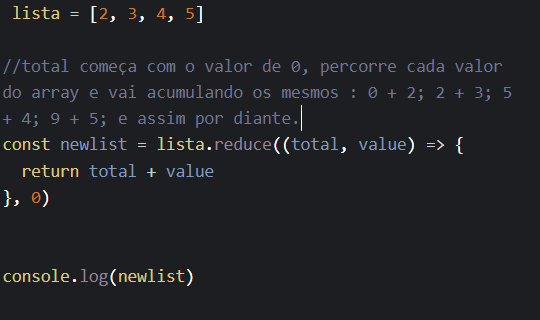 lista = [2, 3, 4, 5]
//total começa com o valor de 0, percorre cada valor
do array e vai acumulando os mesmos : 0 + 2; 2 + 3; 5
+ 4; 9 + 5; e assim por diante.
const newlist = lista.reduce((total, value) => {
return total + value
}, 0)
console.log(newlist)